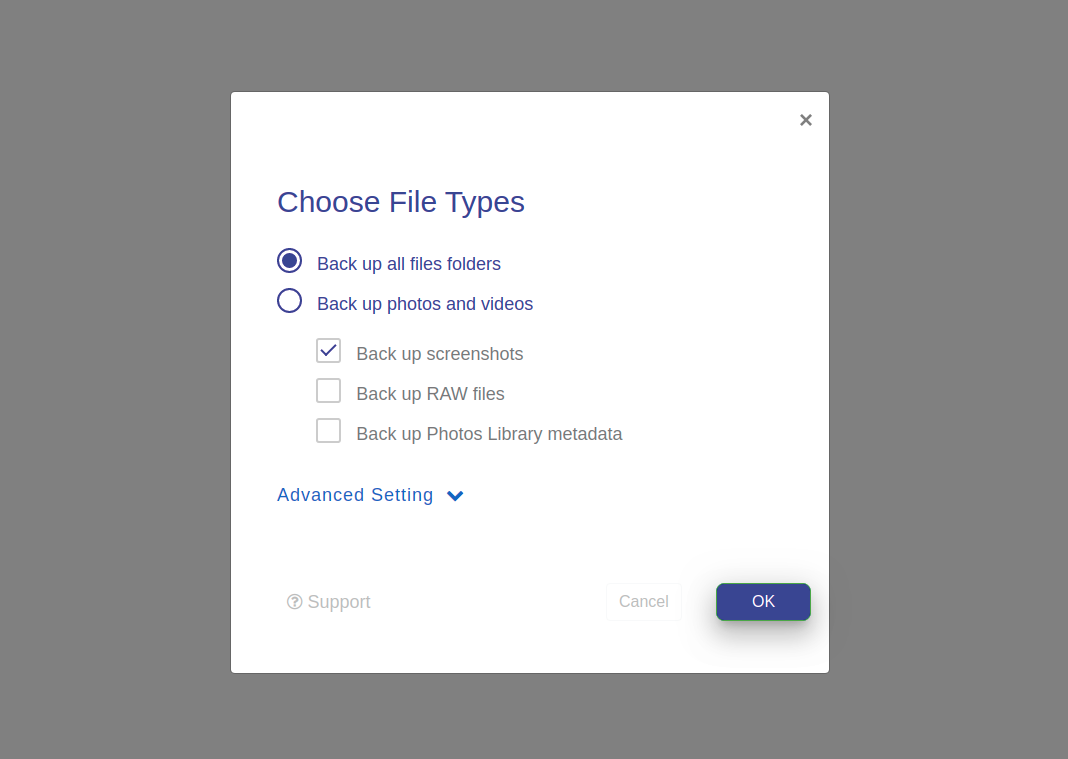 ×
Choose File Types
Back up all files folders
Back up photos and videos
Back up screenshots
Back up RAW files
Back up Photos Library metadata
Advanced Setting
Support
Cancel
OK